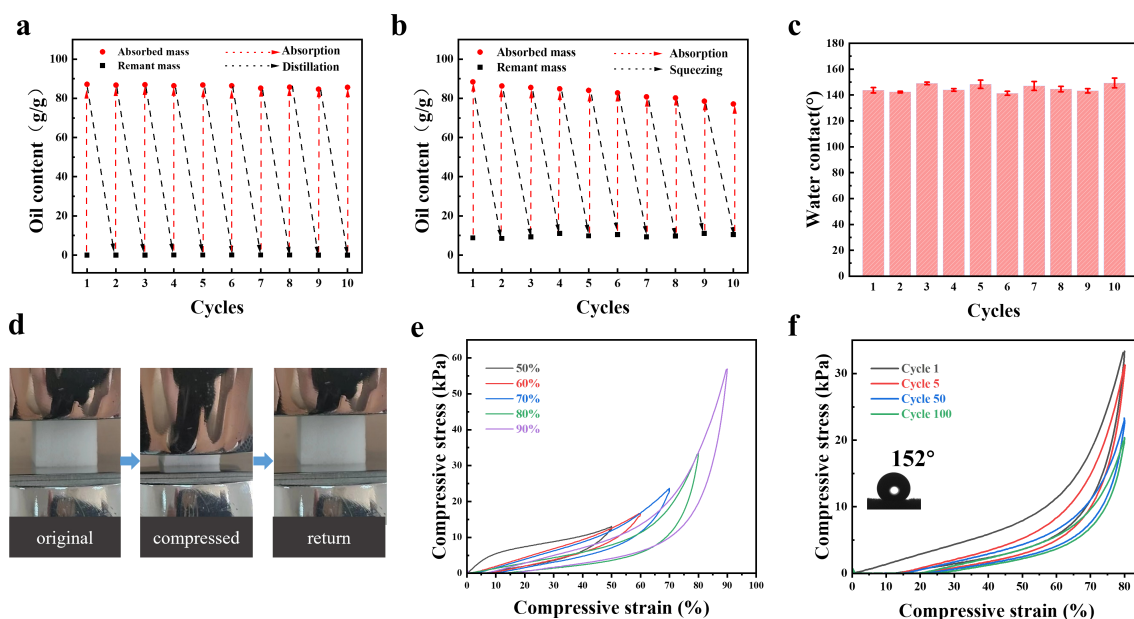 a
Absorbed mass
Remant mass
Absorption
Distillation
100
80
60
40
20
0
Oil content（g/g）
1 2 3 4 5 6 7 8 9 10
Cycles
b
Absorbed mass
Remant mass
Absorption
Squeezing
100
80
60
40
20
0
Oil content（g/g）
1 2 3 4 5 6 7 8 9 10
Cycles
c
180
160
140
120
100
80
60
40
20
0
Water contact(°)
1 2 3 4 5 6 7 8 9 10
Cycles
d
original
compressed
return
e
50%
60%
70%
80%
90%
60
45
30
15
0
Compressive stress (kPa)
0 10 20 30 40 50 60 70 80 90 100
Compressive strain (%)
f
Cycle 1
Cycle 5
Cycle 50
Cycle 100
152°
30
20
10
0
Compressive stress (kPa)
0 10 20 30 40 50 60 70 80
Compressive strain (%)